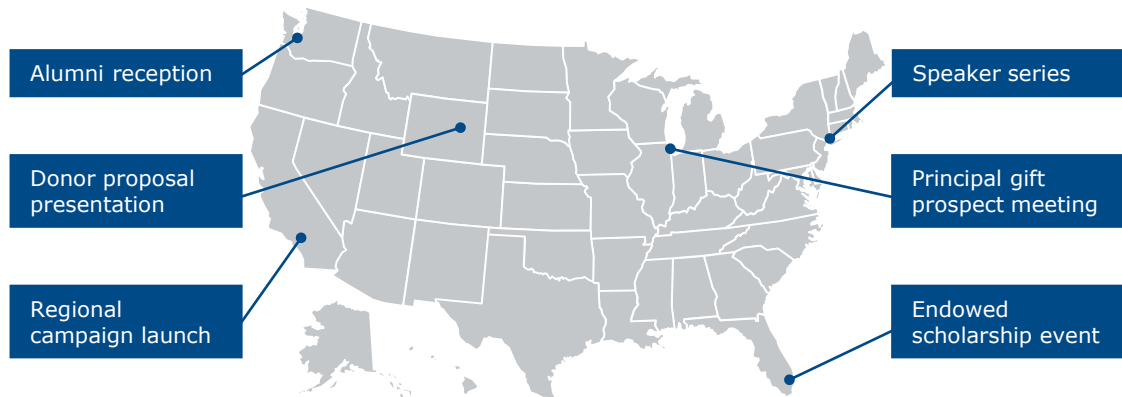 Alumni reception
Donor proposal
presentation
Regional
campaign launch
Speaker series
Principal gift
prospect meeting
Endowed
scholarship event